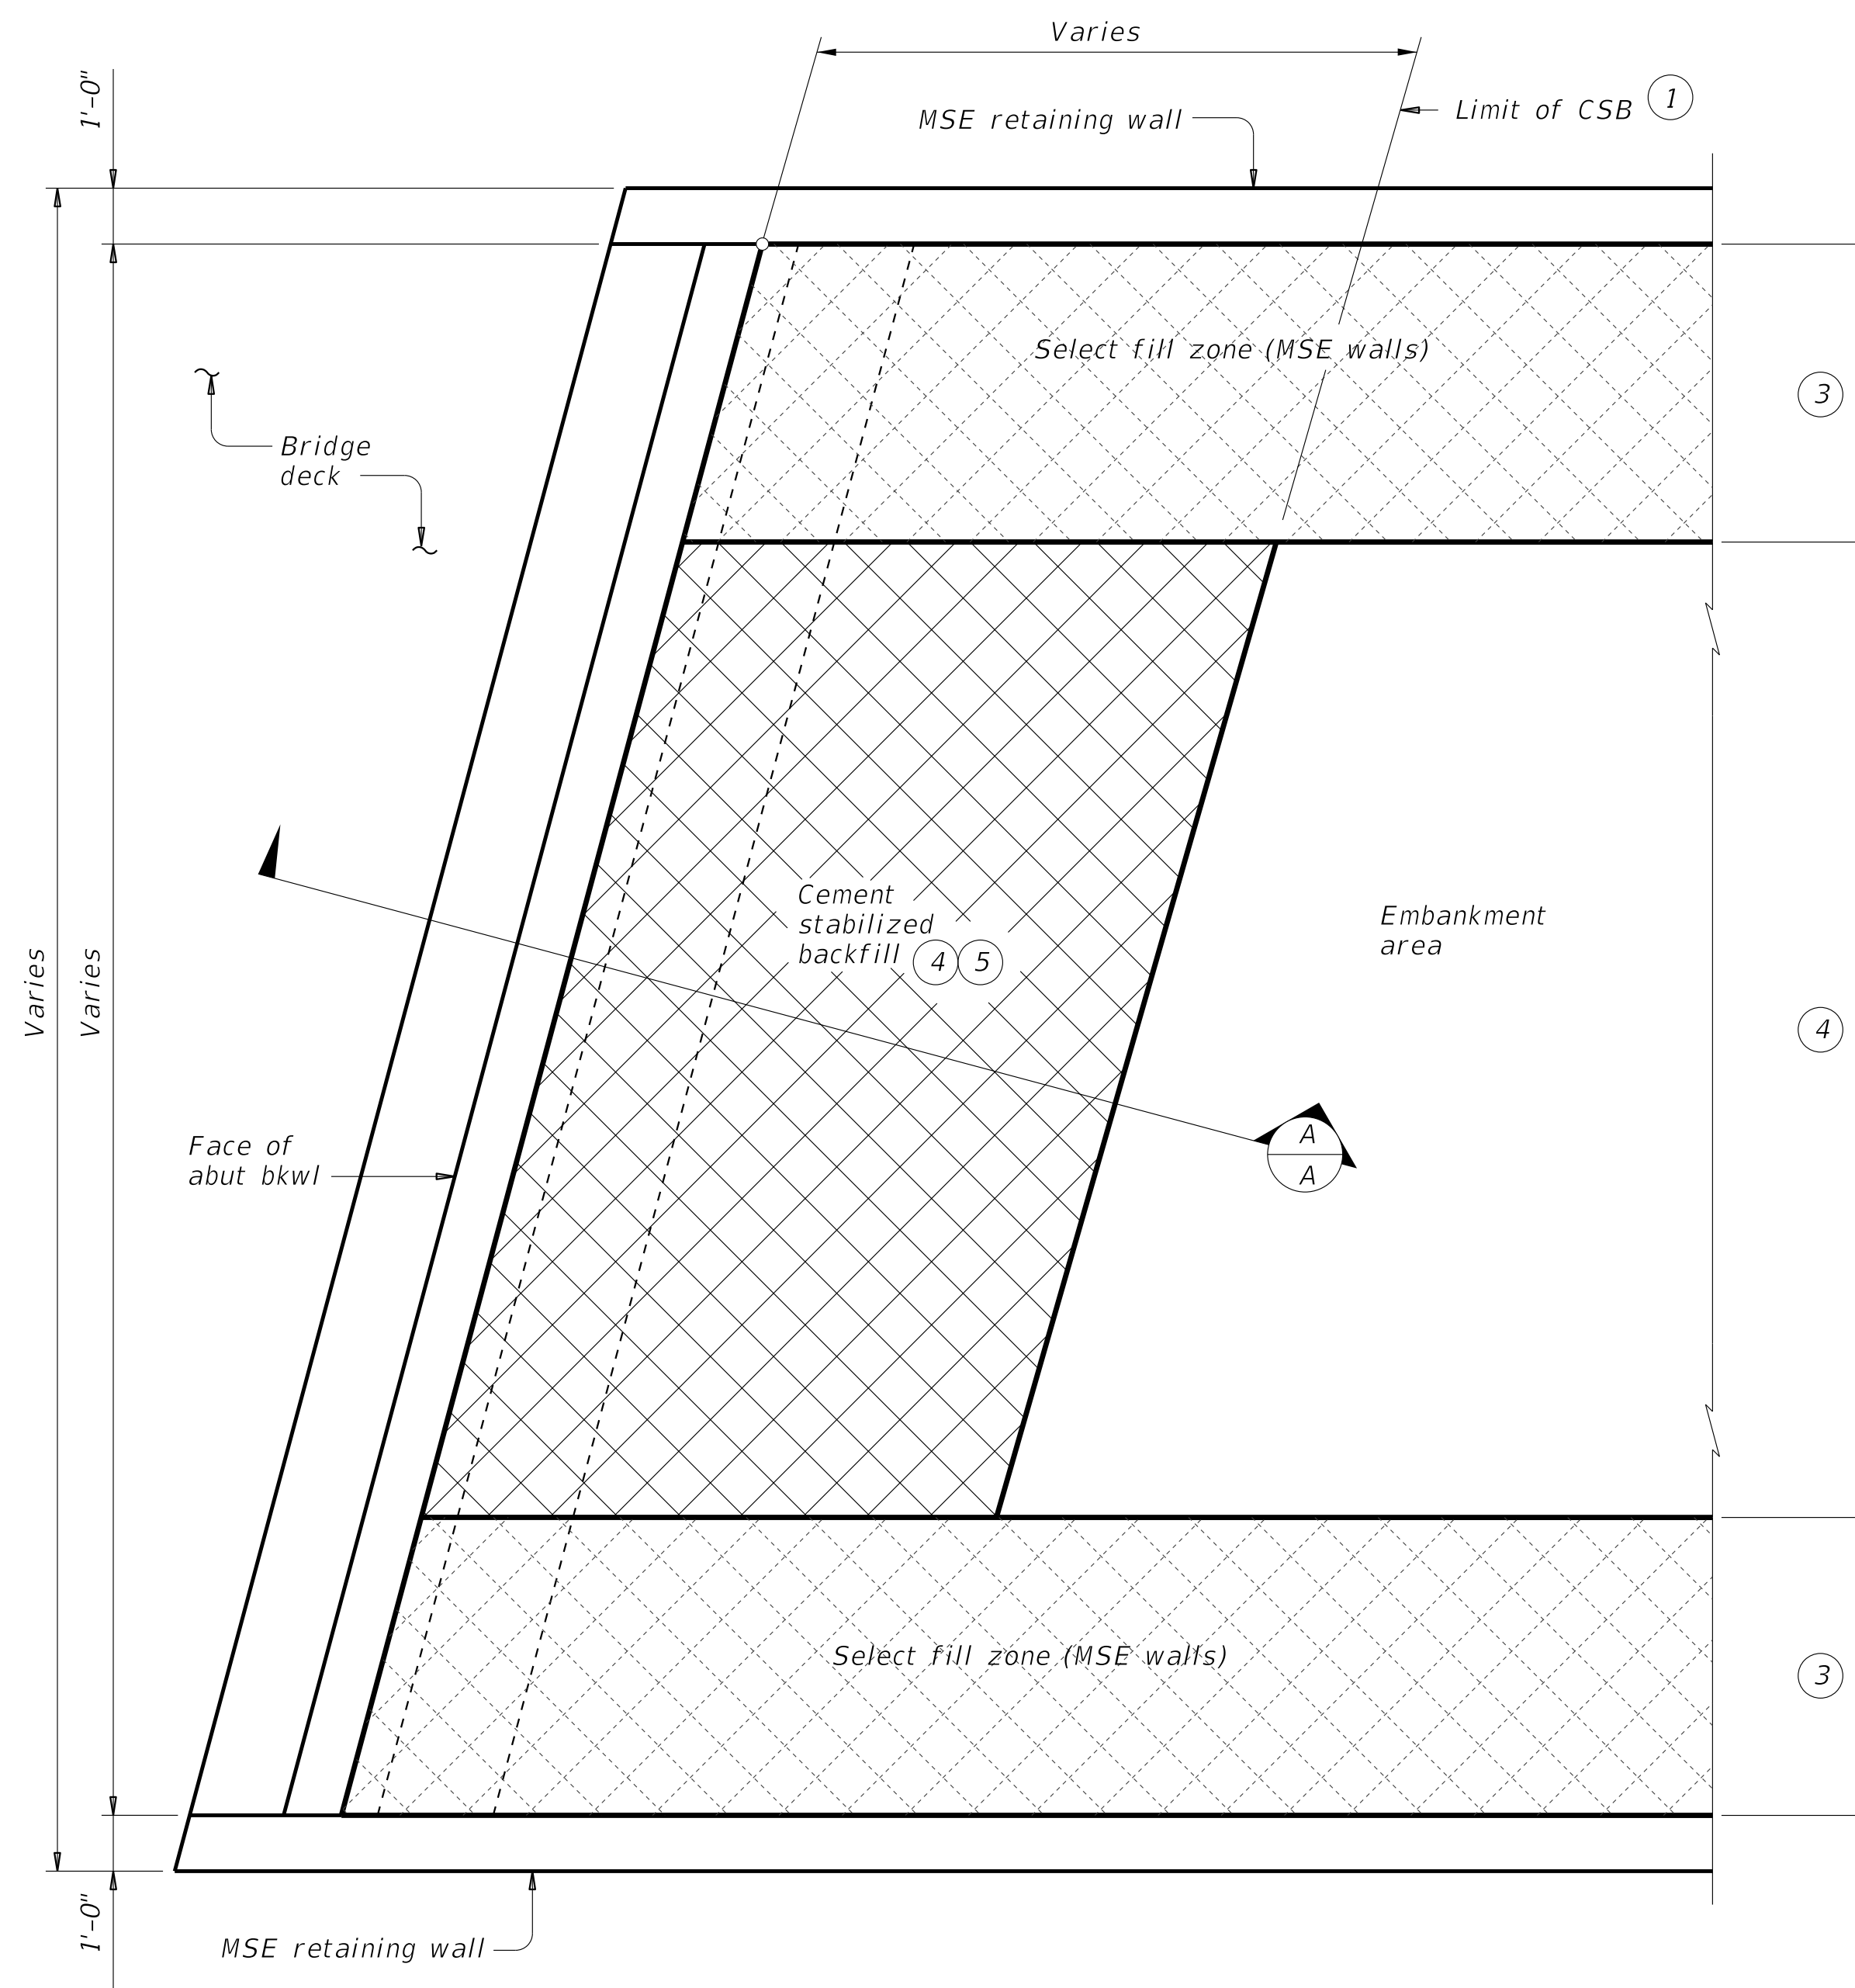 Varies
1'-0"
MSE retaining wall
Limit of CSB 1
Select fill zone (MSE walls)
3
Bridge
deck
Cement
stabilized
backfill 4 5
Embankment
area
Varies
Varies
4
Face of
abut bkwl
A
A
Select fill zone (MSE walls)
3
1'-0"
MSE retaining wall